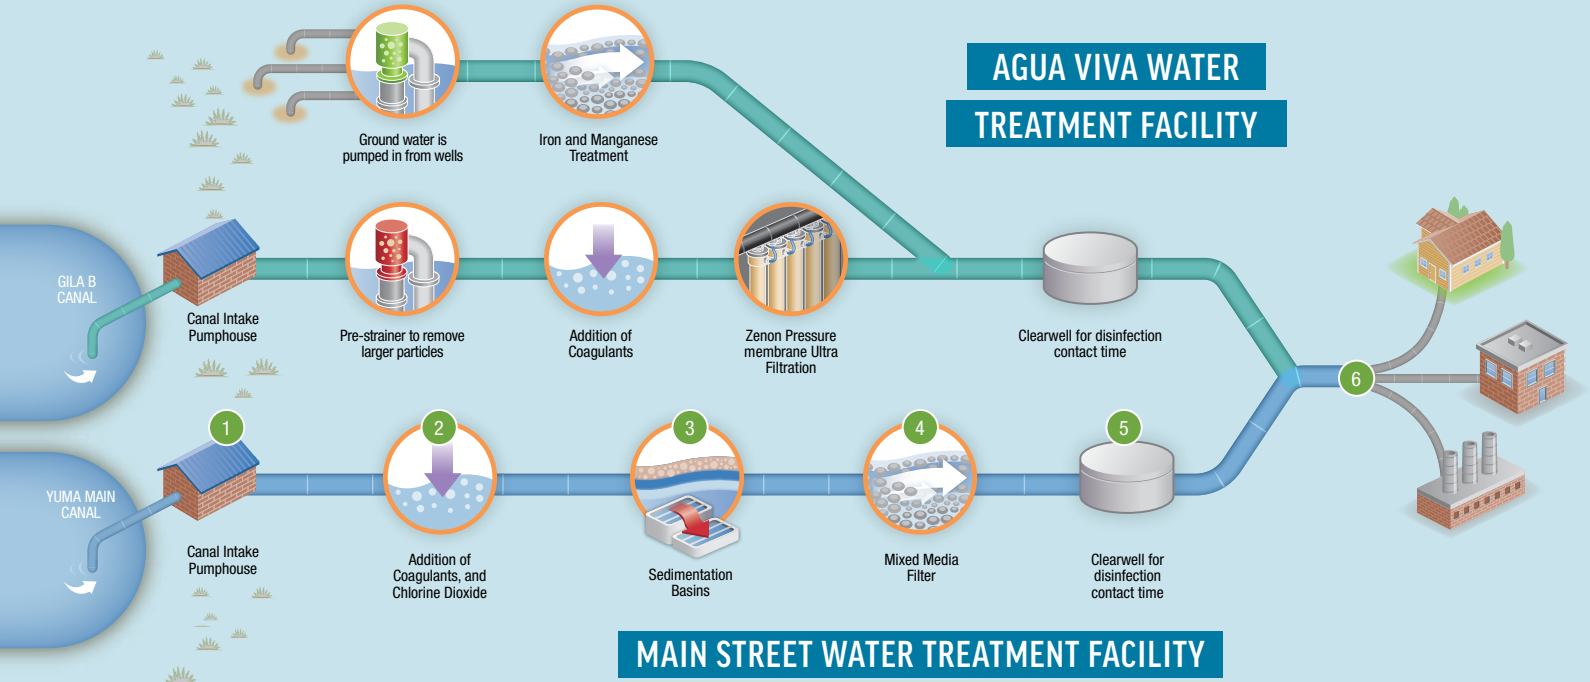 AGUA VIVA WATER
TREATMENT FACILITY
Ground water is
pumped in from wells
Iron and Manganese
Treatment
GILA B
CANAL
Canal Intake
Pumphouse
Pre-strainer to remove
larger particles
Addition of
Coagulants
Zenon Pressure
membrane Ultra
Filtration
Clearwell for disinfection
contact time
6
1
2
3
4
5
YUMA MAIN
CANAL
Canal Intake
Pumphouse
Addition of
Coagulants, and
Chlorine Dioxide
Sedimentation
Basins
Mixed Media
Filter
Clearwell for
disinfection
contact time
MAIN STREET WATER TREATMENT FACILITY